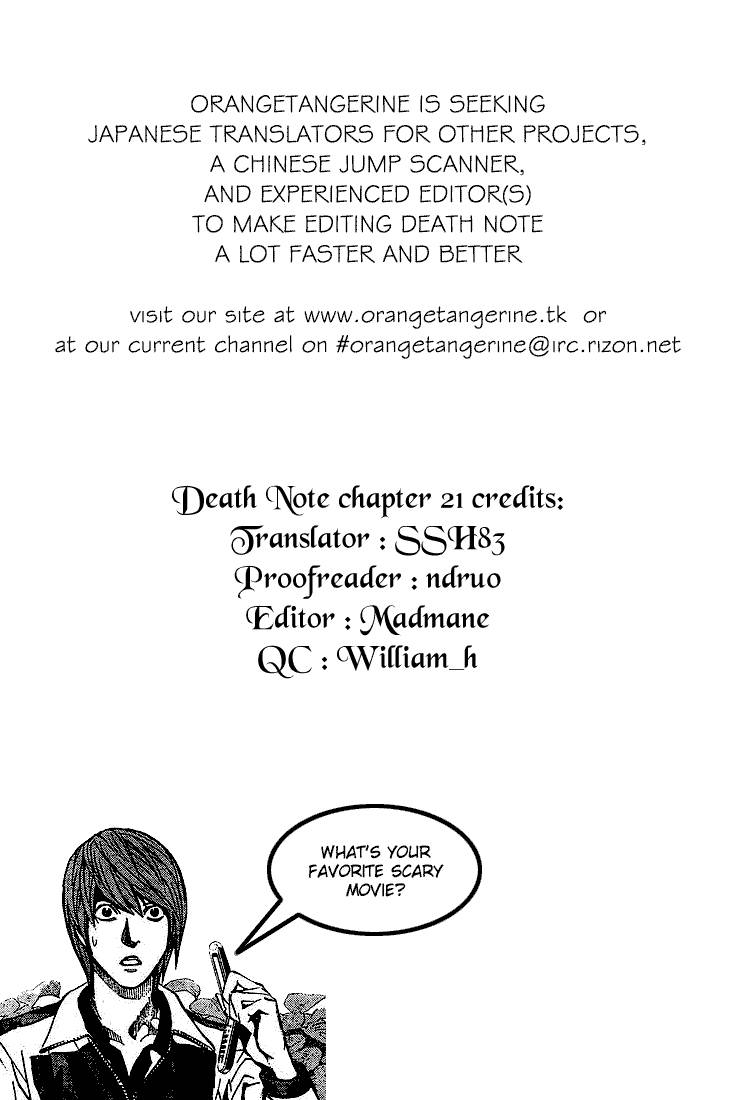 ORANGETANGERINE IS SEEKING
JAPANESE TRANSLATORS FOR OTHER PROJECTS,
A CHINESE JUMP SCANNER,
AND EXPERIENCED EDITOR(S)
TO MAKE EDITING DEATH NOTE
A LOT FASTER AND BETTER
visit our site at www.orangetangerine.tk or
at our current channel on #orangetangerine@irc.rizon.net
Death Note chapter 21 credits:
Translator : SSH83
Proofreader : ndruo
Editor : Madmane
QC : William_h
WHAT'S YOUR
FAVORITE SCARY
MOVIE?